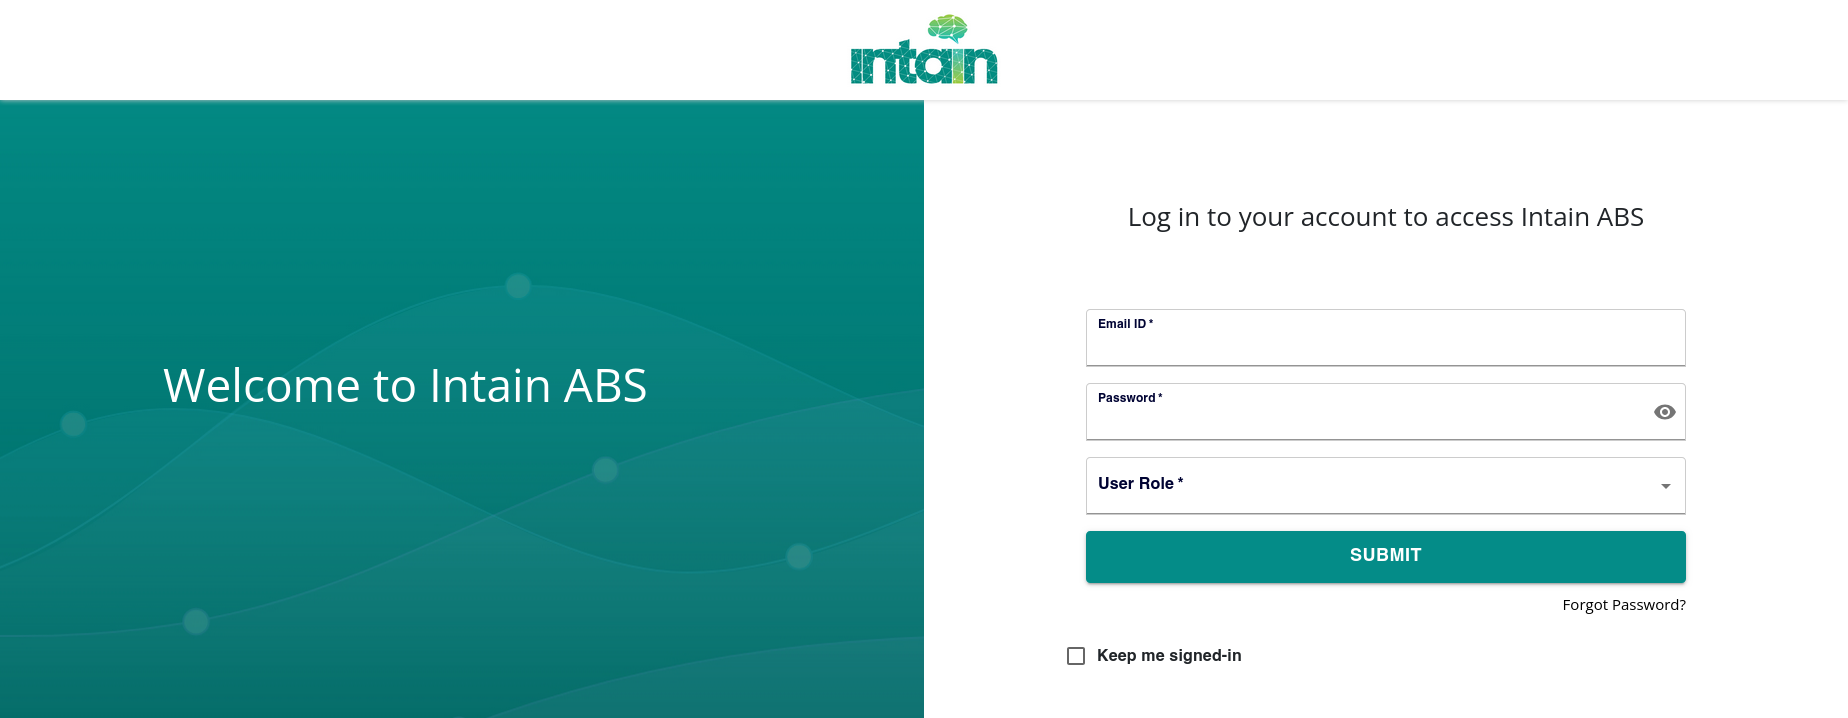 intain
Welcome to Intain ABS
Log in to your account to access Intain ABS
Email ID *
Password *
User Role *
SUBMIT
Forgot Password?
Keep me signed-in